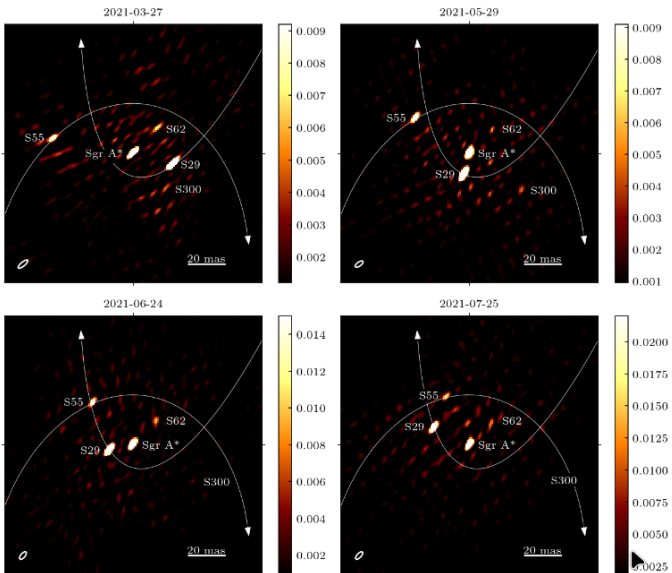 2021-03-27
S55
S62
Sgr A*
S29
S300
20 mas
0.009
0.008
0.007
0.006
0.005
0.004
0.003
0.002
2021-05-29
S55
S62
Sgr A*
S29
S300
20 mas
0.009
0.008
0.007
0.006
0.005
0.004
0.003
0.002
0.001
2021-06-24
S55
S62
Sgr A*
S29
S300
20 mas
0.014
0.012
0.010
0.008
0.006
0.004
0.002
2021-07-25
S55
S62
S29
Sgr A*
S300
20 mas
0.0200
0.0175
0.0150
0.0125
0.0100
0.0075
0.0050
0.0025